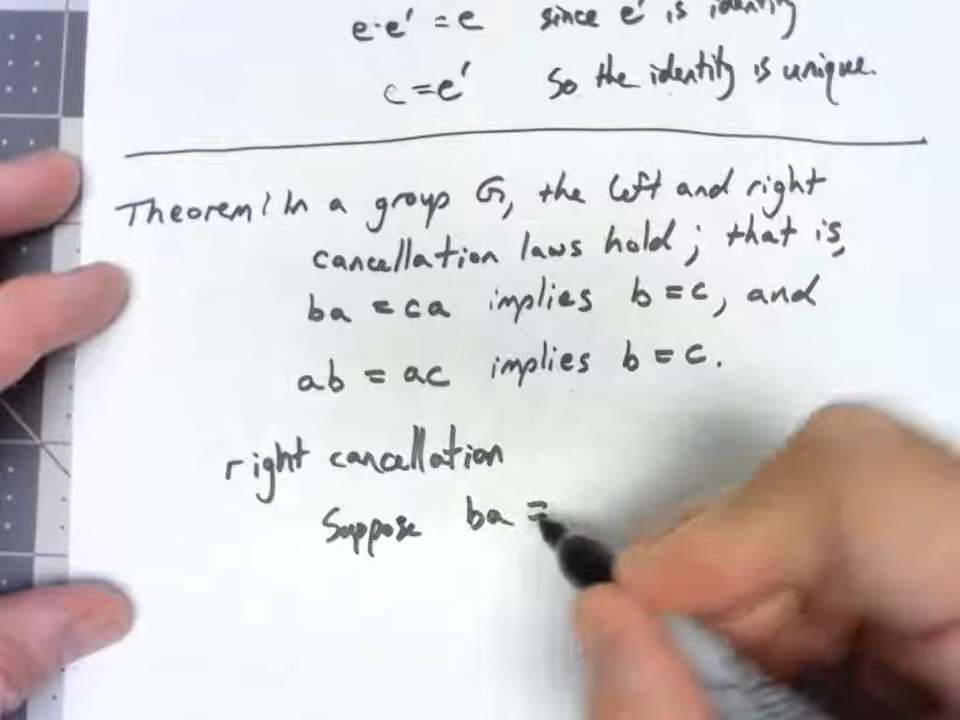 e·e' = e since e' is identity
e = e' So the identity is unique.
Theorem: In a group G, the left and right
cancellation laws hold; that is,
ba = ca implies b = c, and
ab = ac implies b = c.
right cancellation
Suppose ba =